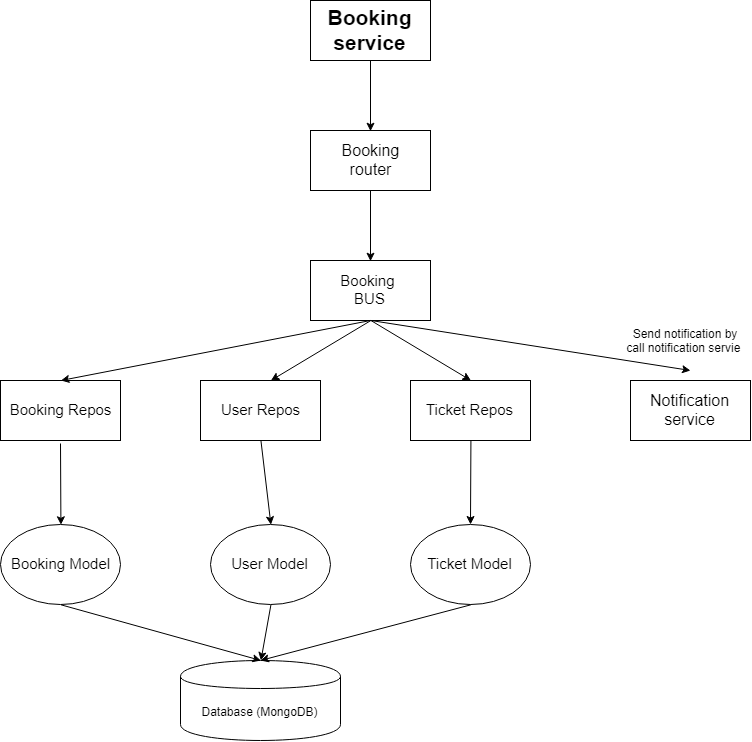 Booking
service
Booking
router
Booking
BUS
Send notification by
call notification servie
Booking Repos
User Repos
Ticket Repos
Notification
service
Booking Model
User Model
Ticket Model
Database (MongoDB)